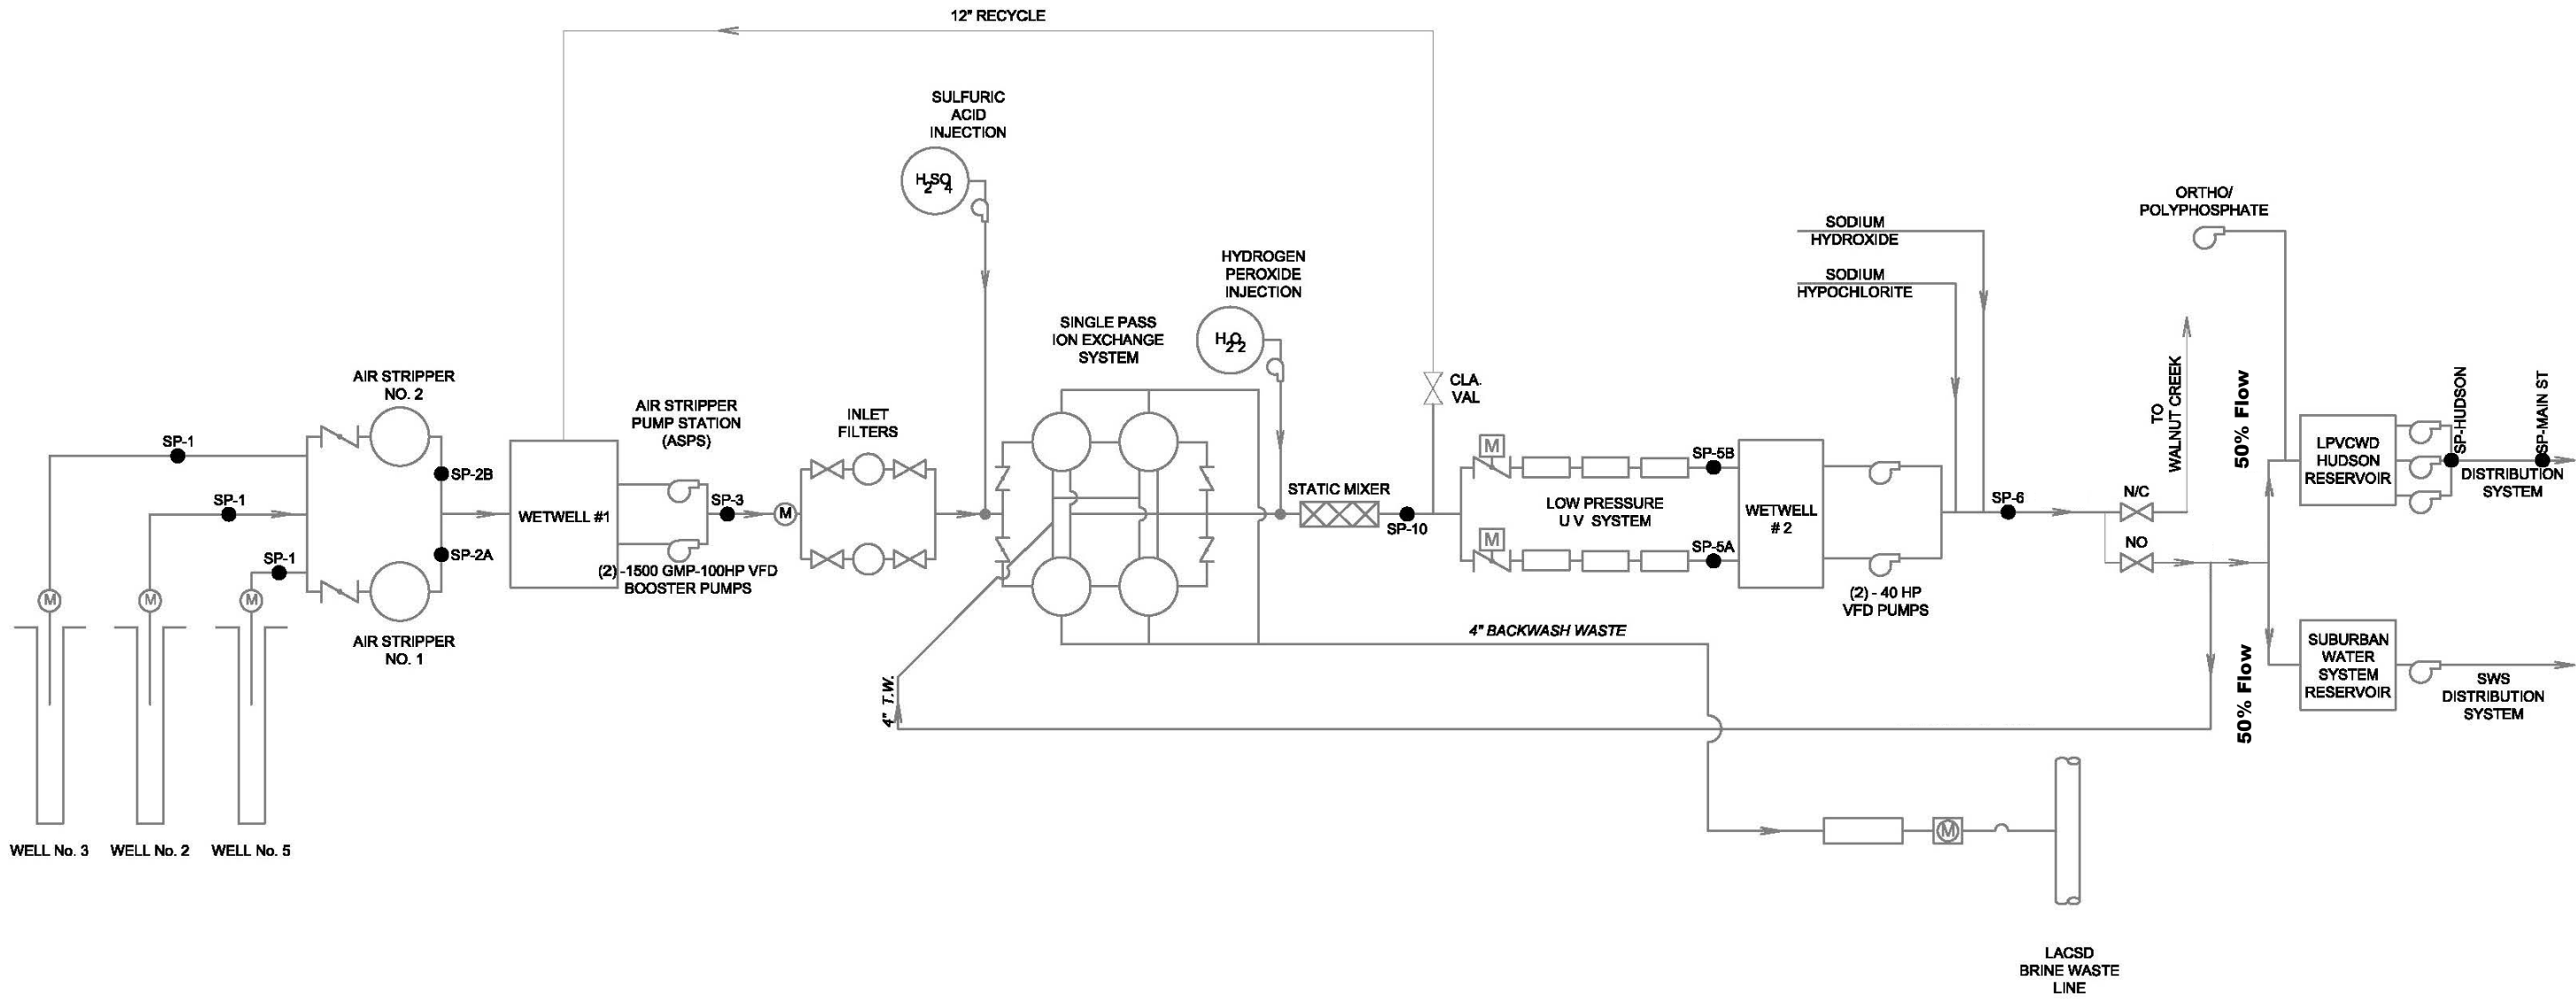 12" RECYCLE
SULFURIC
ACID
INJECTION
H2SO4
HYDROGEN
PEROXIDE
INJECTION
H2O2
SINGLE PASS
ION EXCHANGE
SYSTEM
SODIUM
HYDROXIDE
SODIUM
HYPOCHLORITE
ORTHO/
POLYPHOSPHATE
TO
WALNUT CREEK
50% Flow
AIR STRIPPER
NO. 2
SP-1
SP-1
SP-1
SP-2B
SP-2A
AIR STRIPPER
NO. 1
M
M
M
WELL No. 3
WELL No. 2
WELL No. 5
WETWELL #1
AIR STRIPPER
PUMP STATION
(ASPS)
SP-3
M
(2) -1500 GMP-100HP VFD
BOOSTER PUMPS
INLET
FILTERS
STATIC MIXER
SP-10
CLA.
VAL
M
M
SP-5B
LOW PRESSURE
U V SYSTEM
SP-5A
WETWELL
# 2
(2) - 40 HP
VFD PUMPS
SP-6
N/C
NO
LPVCWD
HUDSON
RESERVOIR
SP-HUDSON
SP-MAIN ST
DISTRIBUTION
SYSTEM
SUBURBAN
WATER
SYSTEM
RESERVOIR
SWS
DISTRIBUTION
SYSTEM
50% Flow
4" BACKWASH WASTE
4" T.W.
M
LACSD
BRINE WASTE
LINE